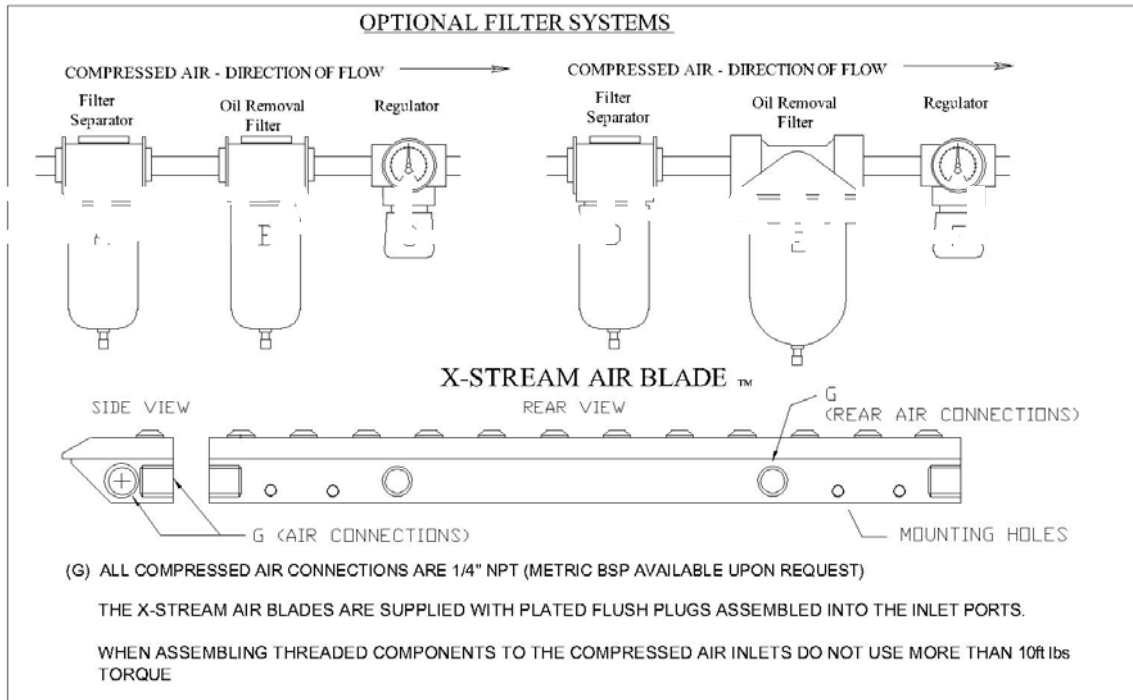 OPTIONAL FILTER SYSTEMS
COMPRESSED AIR - DIRECTION OF FLOW
COMPRESSED AIR - DIRECTION OF FLOW
Filter
Separator
Oil Removal
Filter
Regulator
Filter
Separator
Oil Removal
Filter
Regulator
X-STREAM AIR BLADE ™
SIDE VIEW
REAR VIEW
G
(REAR AIR CONNECTIONS)
G (AIR CONNECTIONS)
MOUNTING HOLES
(G) ALL COMPRESSED AIR CONNECTIONS ARE 1/4" NPT (METRIC BSP AVAILABLE UPON REQUEST)
THE X-STREAM AIR BLADES ARE SUPPLIED WITH PLATED FLUSH PLUGS ASSEMBLED INTO THE INLET PORTS.
WHEN ASSEMBLING THREADED COMPONENTS TO THE COMPRESSED AIR INLETS DO NOT USE MORE THAN 10ft lbs
TORQUE